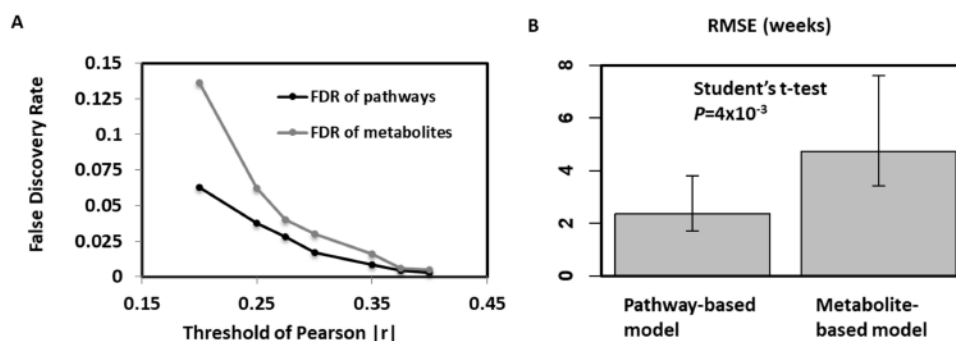 A
0.15
0.125
0.1
0.075
0.05
0.025
0
False Discovery Rate
FDR of pathways
FDR of metabolites
0.15
0.25
0.35
0.45
Threshold of Pearson |r|
B
RMSE (weeks)
8
6
4
2
0
Student's t-test
P=4x10⁻³
Pathway-based
model
Metabolite-
based model